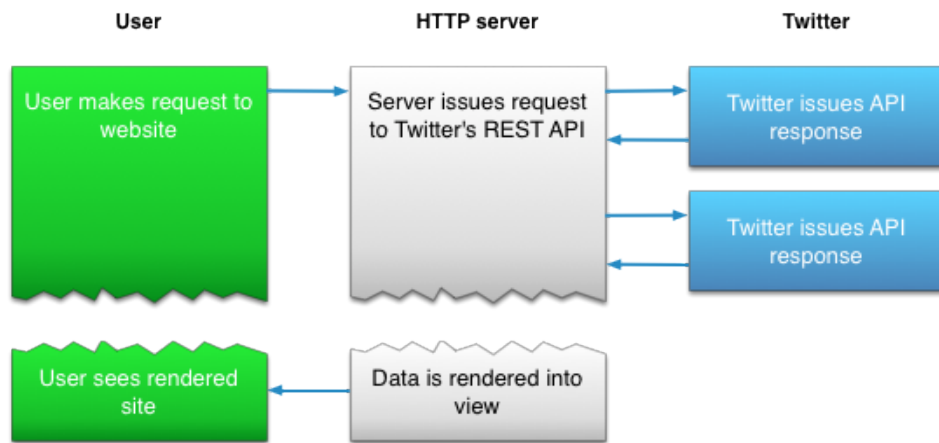 User
HTTP server
Twitter
User makes request to
website
Server issues request
to Twitter's REST API
Twitter issues API
response
Twitter issues API
response
User sees rendered
site
Data is rendered into
view